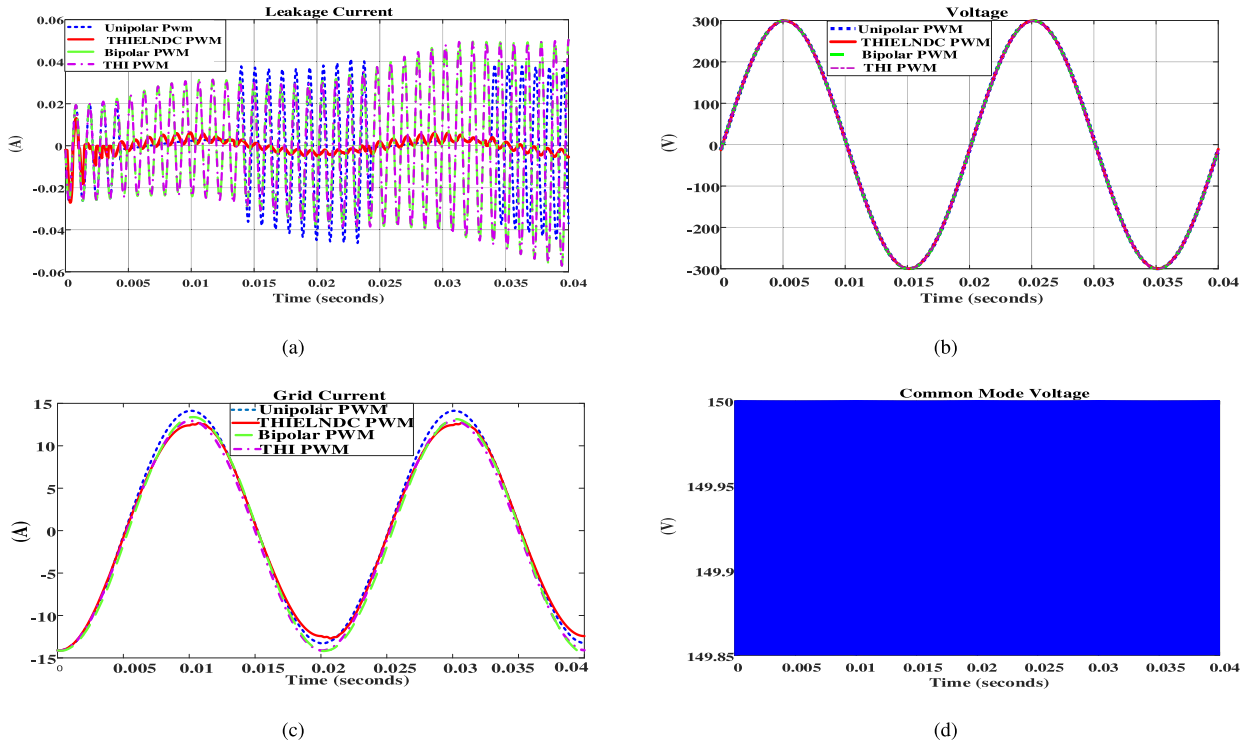 Leakage Current
0.06
0.04
0.02
0
-0.02
-0.04
0.06
(A)
Unipolar Pwm
THIELNDC PWM
Bipolar PWM
THI PWM
0 0.005 0.01 0.015 0.02 0.025 0.03 0.035 0.04
Time (seconds)
(a)
Voltage
300
200
100
0
-100
-200
-300
(V)
Unipolar PWM
THIELNDC PWM
Bipolar PWM
THI PWM
0 0.005 0.01 0.015 0.02 0.025 0.03 0.035 0.04
Time (seconds)
(b)
Grid Current
15
10
5
0
-5
-10
-15
(A)
Unipolar PWM
THIELNDC PWM
Bipolar PWM
THI PWM
0 0.005 0.01 0.015 0.02 0.025 0.03 0.035 0.04
Time (seconds)
(c)
Common Mode Voltage
150
149.95
149.9
149.85
(V)
0 0.005 0.01 0.015 0.02 0.025 0.03 0.035 0.04
Time (seconds)
(d)